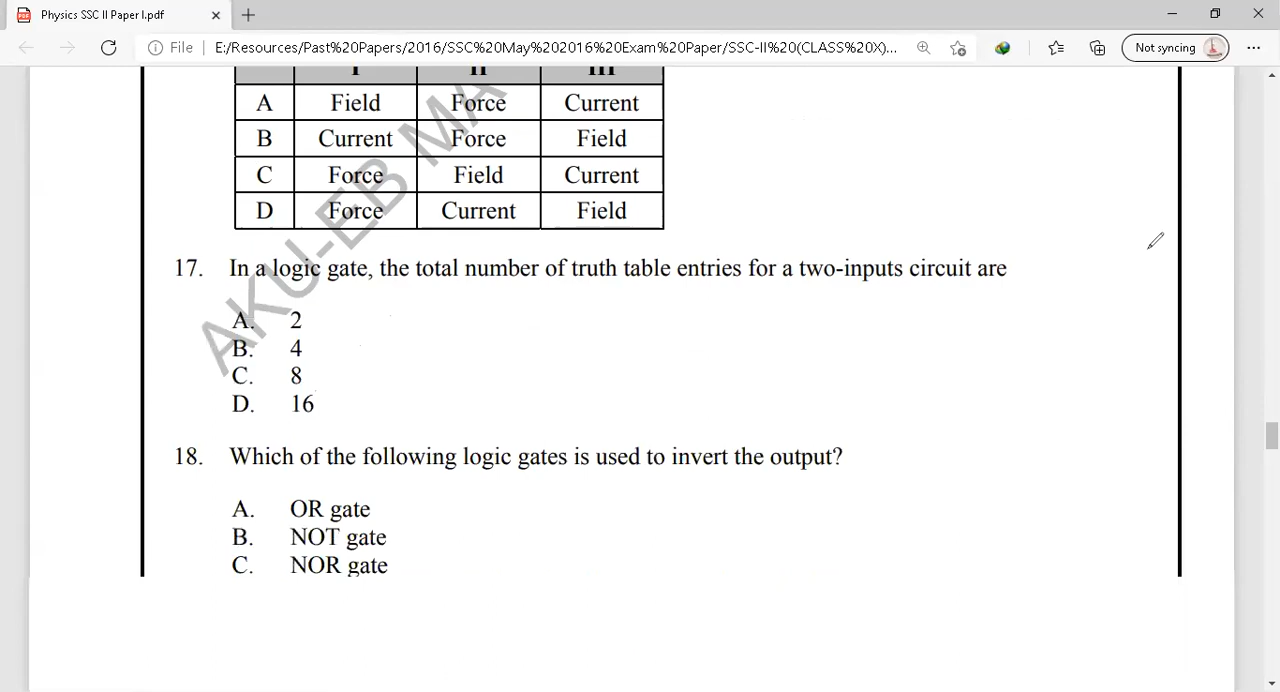 Physics SSC II Paper I.pdf
File E:/Resources/Past%20Papers/2016/SSC%20May%202016%20Exam%20Paper/SSC-II%20(CLASS%20X)... Not syncing
I II III
A Field Force Current
B Current Force Field
C Force Field Current
D Force Current Field
AKU-EB MA
17. In a logic gate, the total number of truth table entries for a two-inputs circuit are
A. 2
B. 4
C. 8
D. 16
18. Which of the following logic gates is used to invert the output?
A. OR gate
B. NOT gate
C. NOR gate